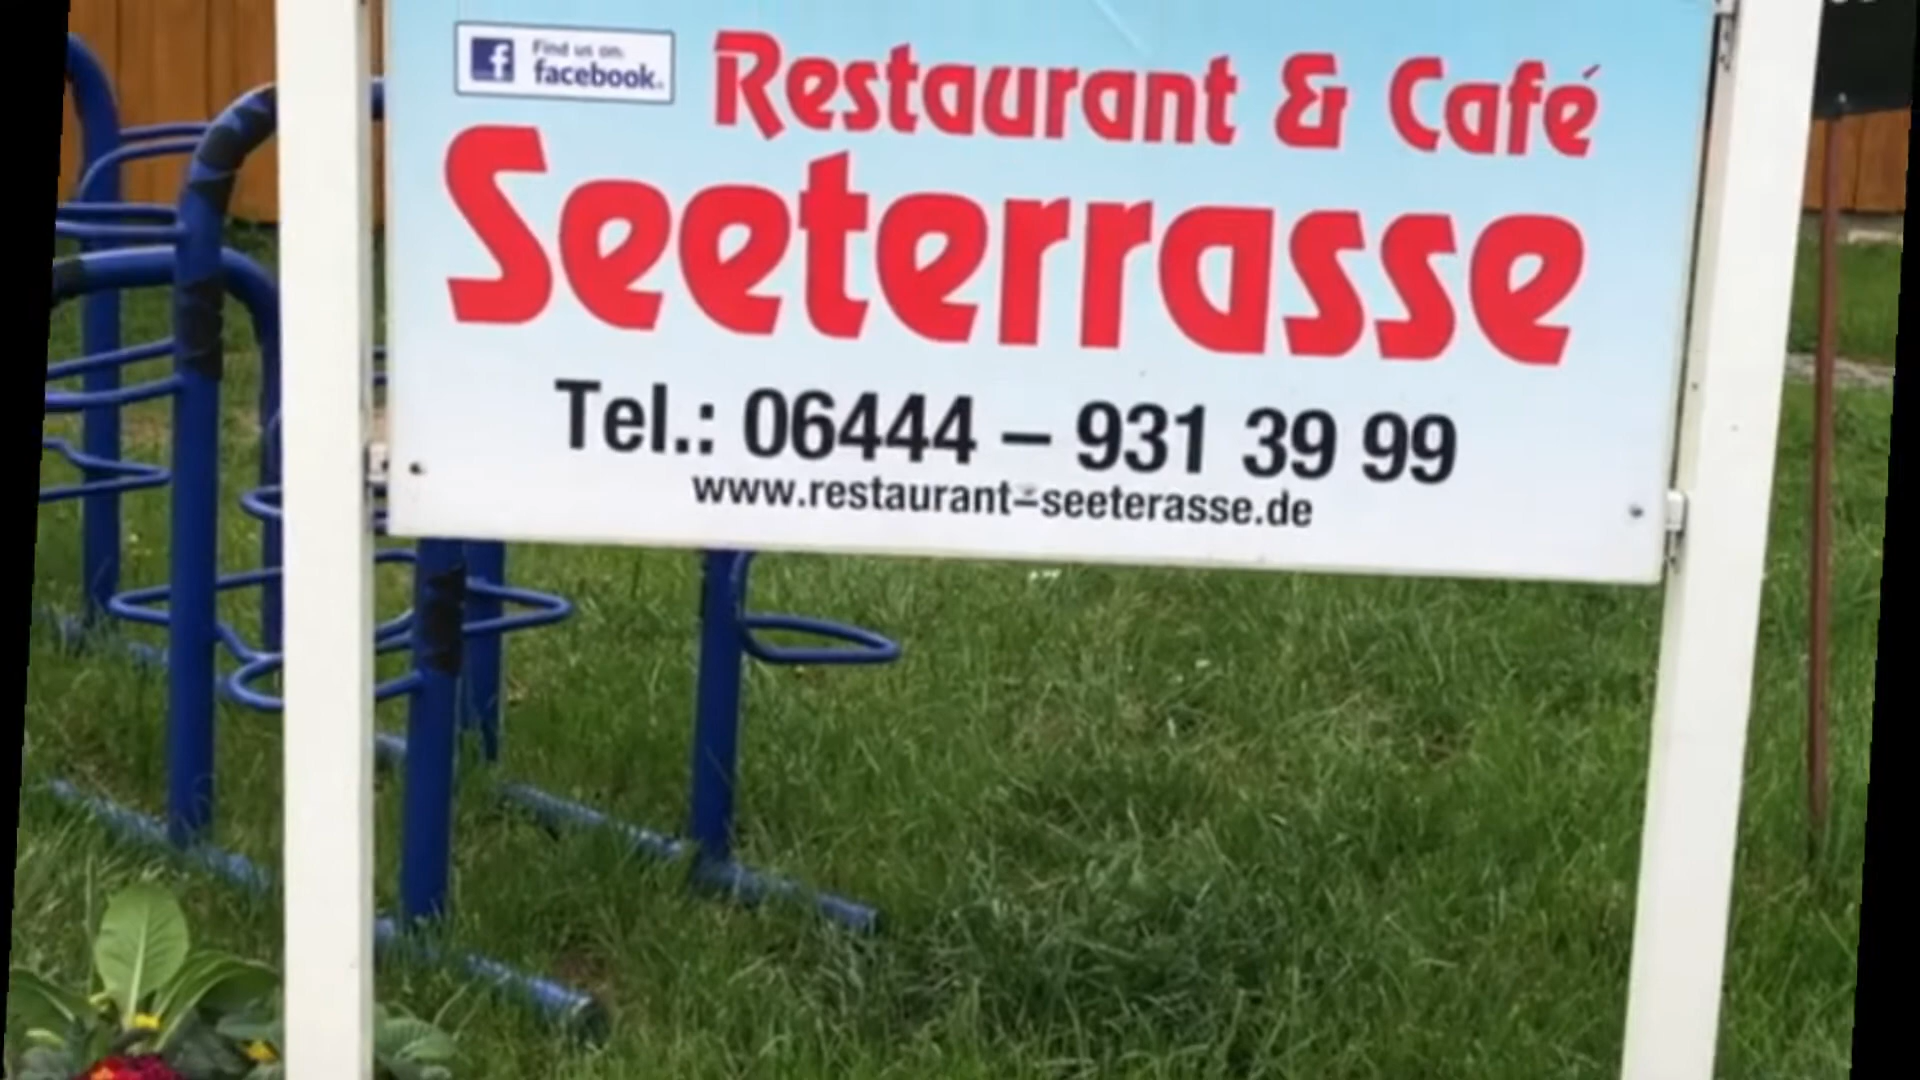 Find us on:
facebook.
Restaurant & Café
Seeterrasse
Tel.: 06444 – 931 39 99
www.restaurant-seeterasse.de